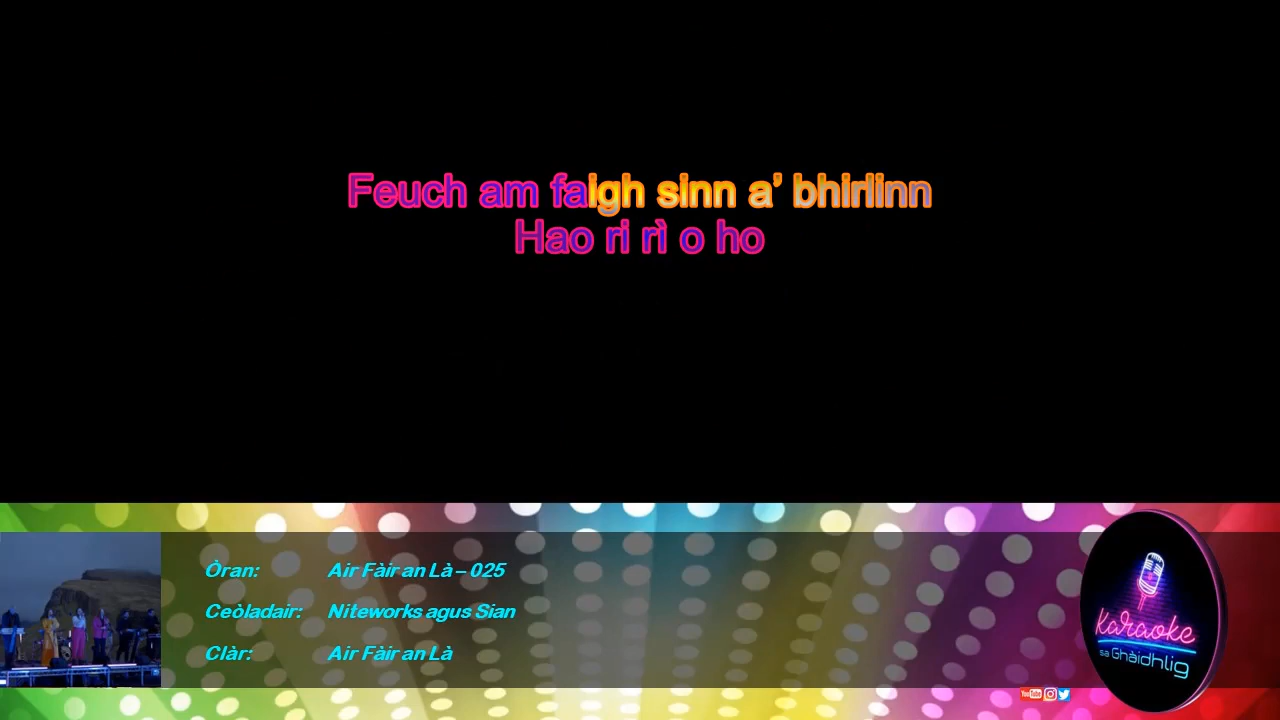 Feuch am faigh sinn a’ bhirlinn
Hao ri rì o ho
Òran: Air Fàir an Là – 025
Ceòladair: Niteworks agus Sian
Clàr: Air Fàir an Là
Karaoke
sa Ghàidhlig
YouTube